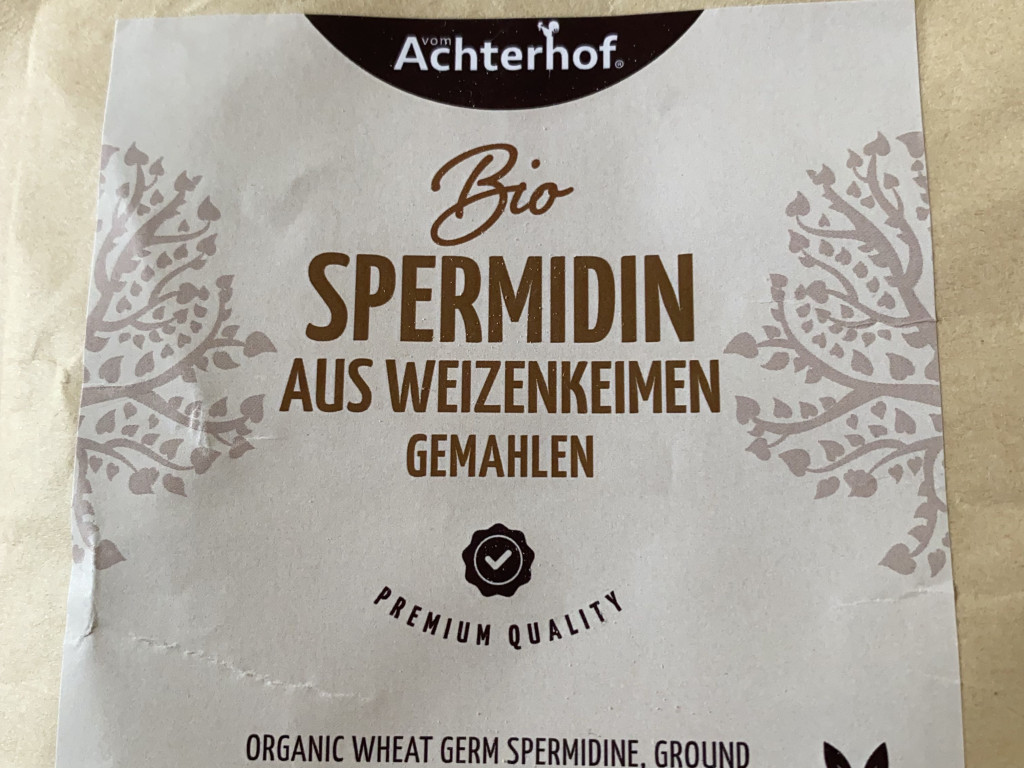 vom
Achterhof®
Bio
SPERMIDIN
AUS WEIZENKEIMEN
GEMAHLEN
PREMIUM QUALITY
ORGANIC WHEAT GERM SPERMIDINE, GROUND